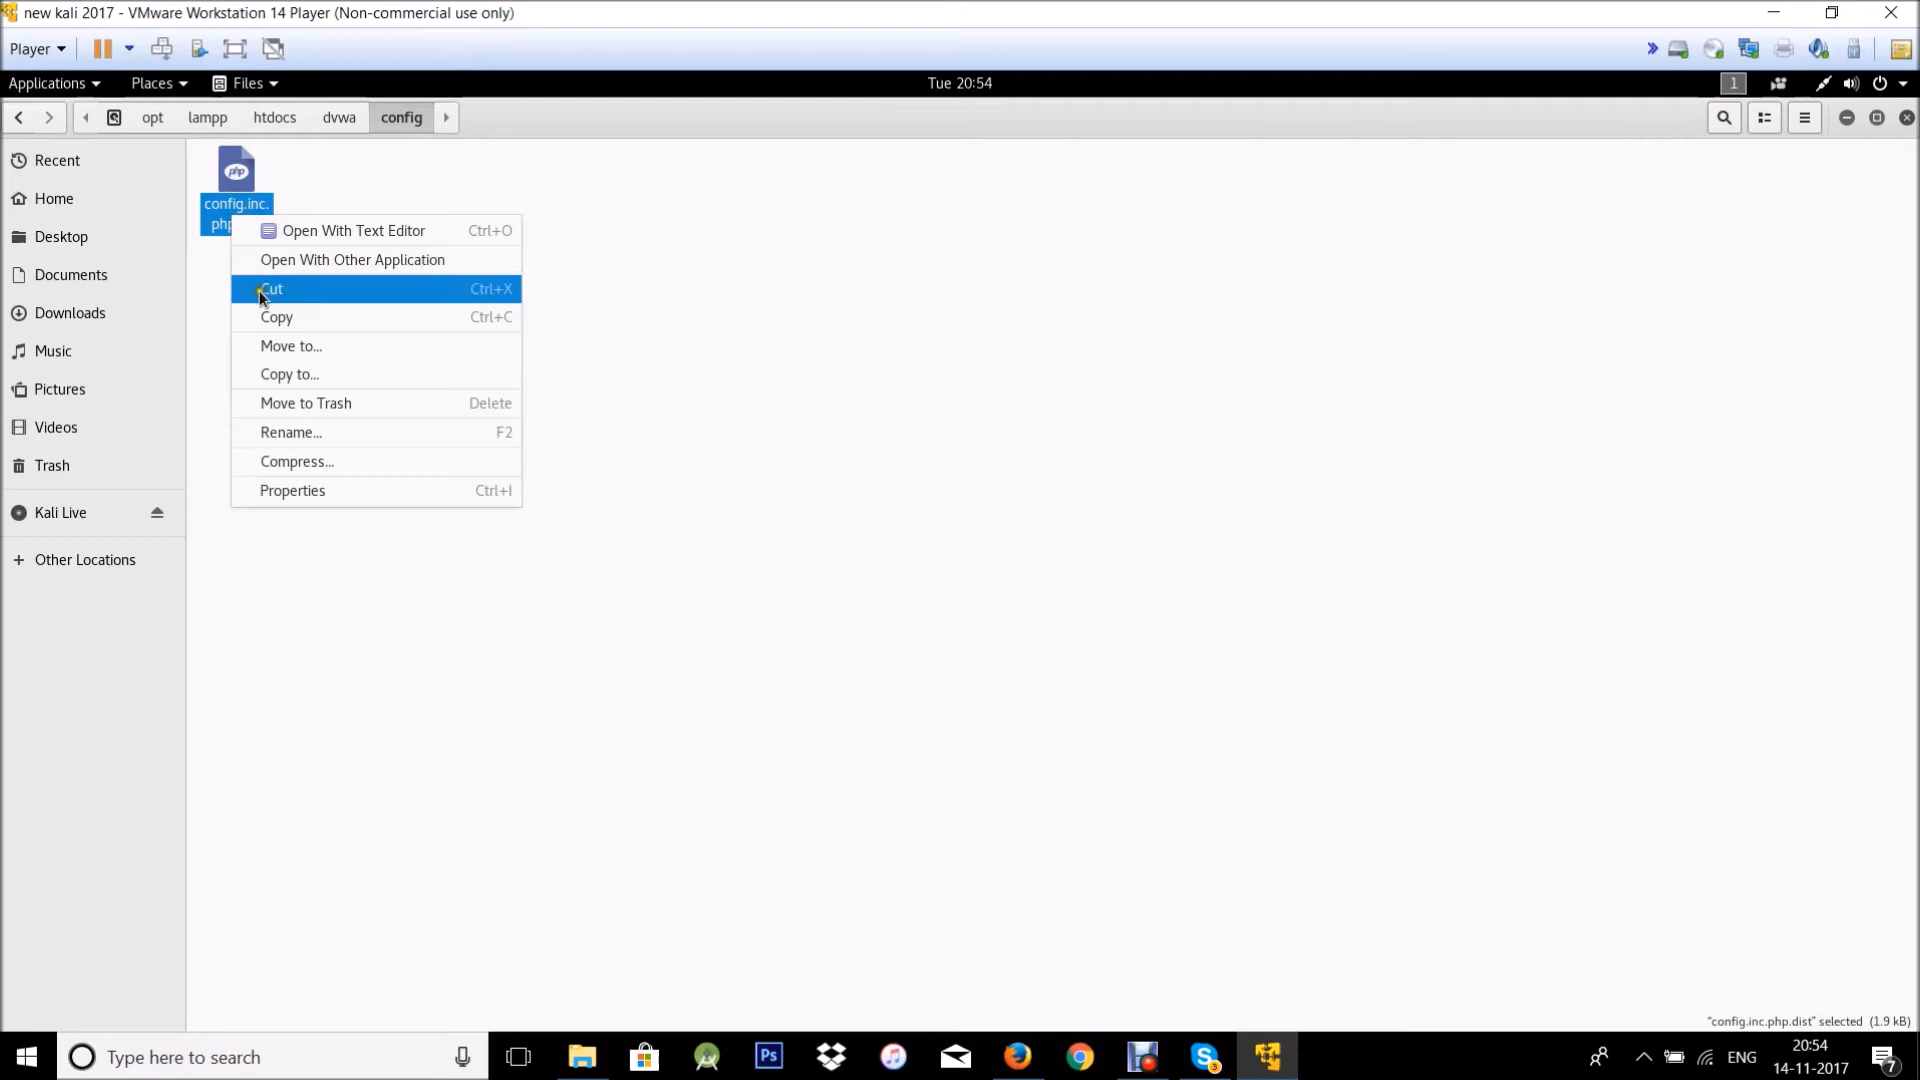 new kali 2017 - VMware Workstation 14 Player (Non-commercial use only)
Player
Applications Places Files Tue 20:54 1
opt lampp htdocs dvwa config
Recent
Home
Desktop
Documents
Downloads
Music
Pictures
Videos
Trash
Kali Live
Other Locations
php
config.inc.
php
Open With Text Editor Ctrl+O
Open With Other Application
Cut Ctrl+X
Copy Ctrl+C
Move to...
Copy to...
Move to Trash Delete
Rename... F2
Compress...
Properties Ctrl+I
"config.inc.php.dist" selected (1.9 kB)
Type here to search
Ps
S
3
ENG
20:54
14-11-2017
7